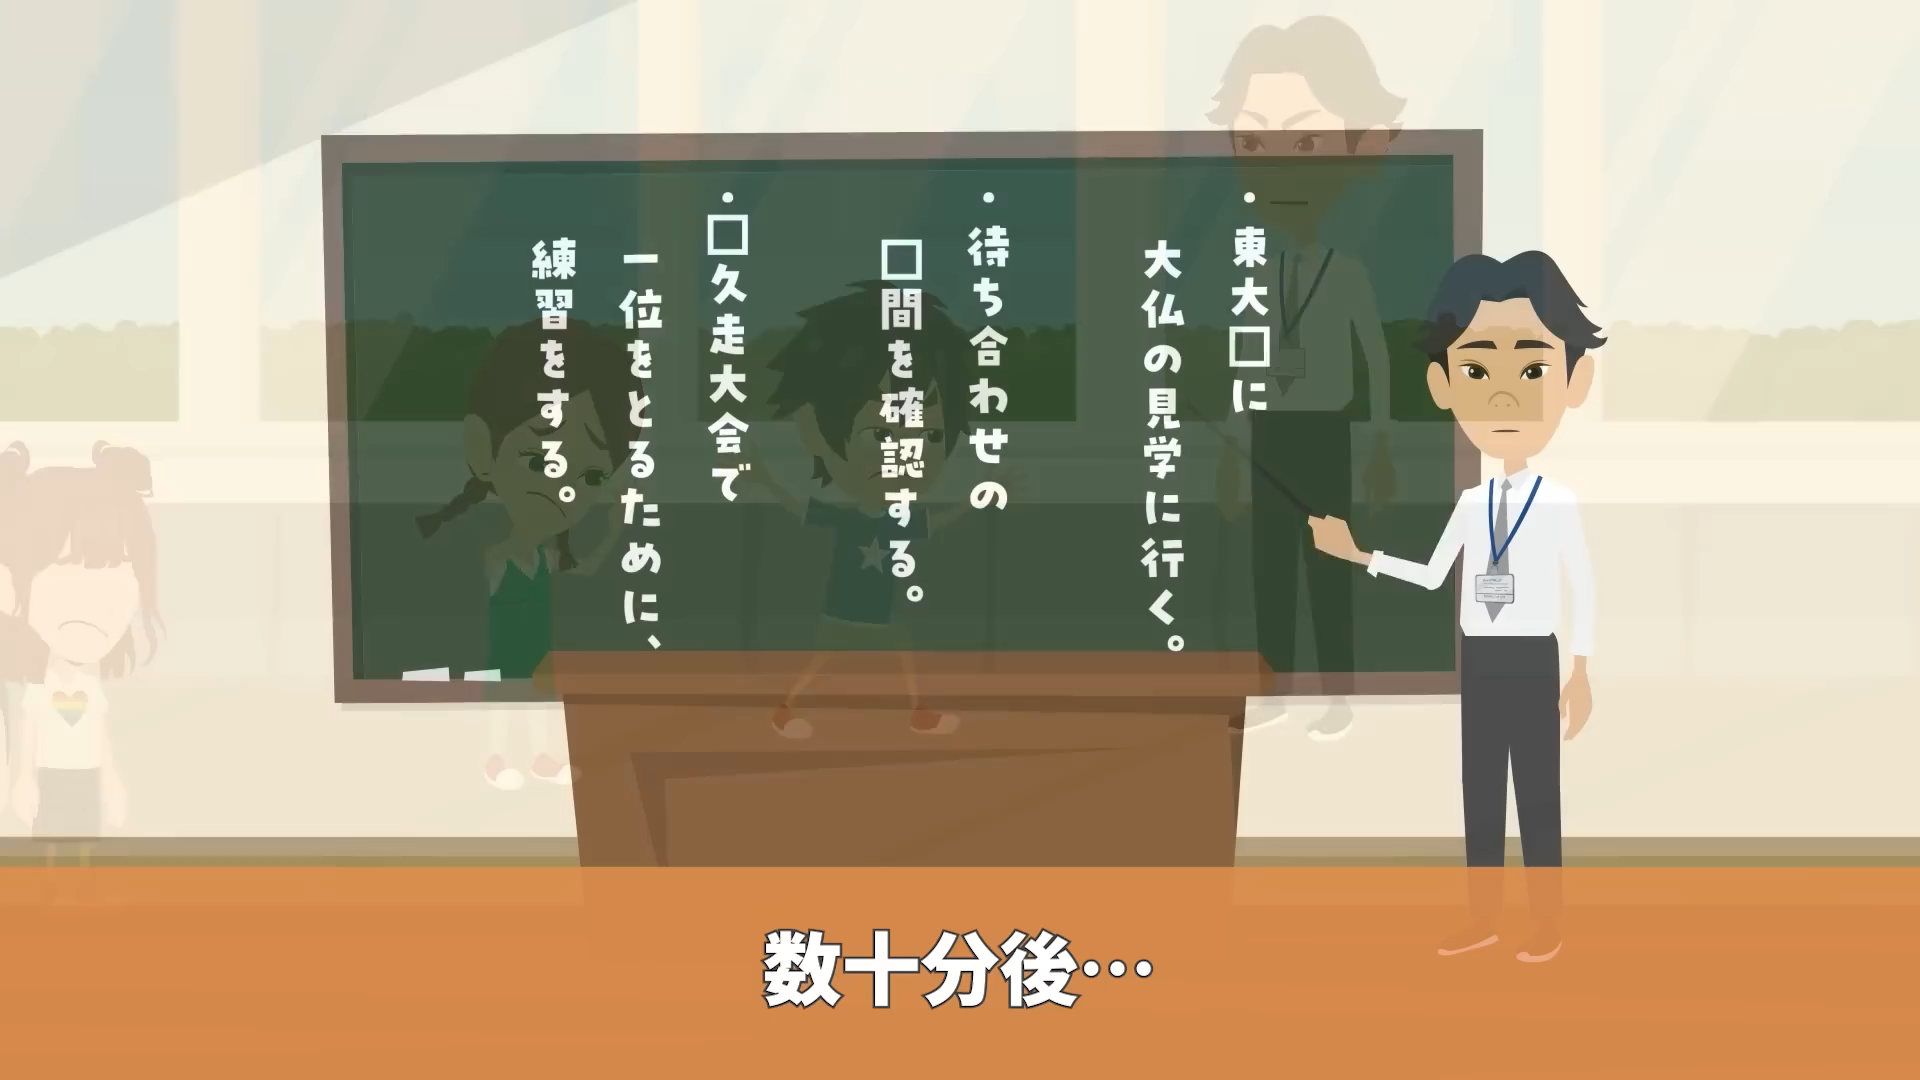 ・東大□に
大仏の見学に行く。
・待ち合わせの
□間を確認する。
・□久走大会で
一位をとるために、
練習をする。
数十分後…